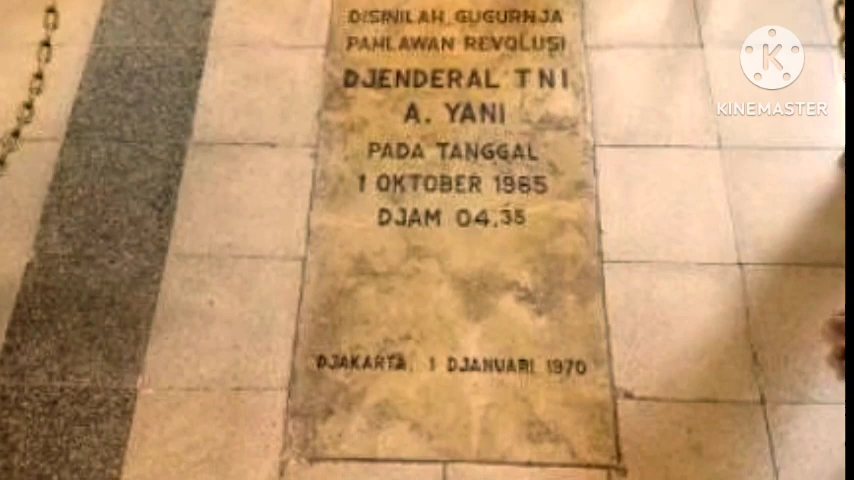 DISINILAH GUGURNJA
PAHLAWAN REVOLUSI
DJENDERAL TNI
A. YANI
PADA TANGGAL
1 OKTOBER 1965
DJAM 04.35
DJAKARTA, 1 DJANUARI 1970
K
KINEMASTER